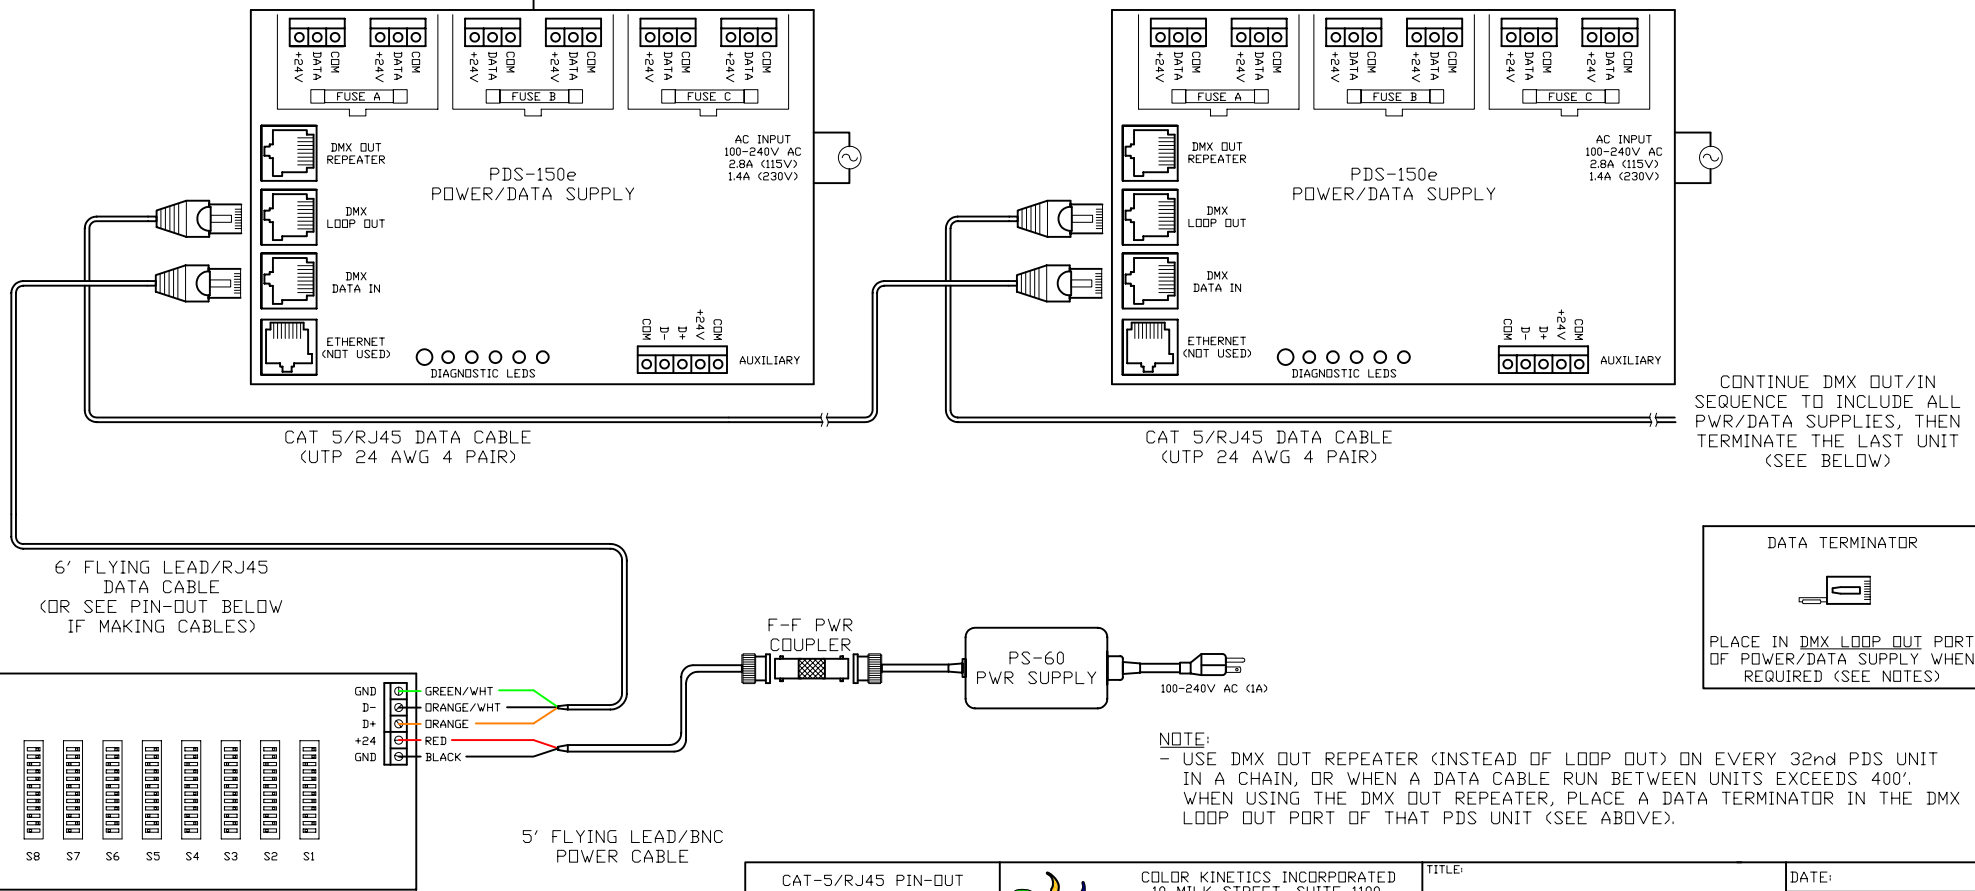 +24V DATA COM +24V DATA COM
FUSE A
+24V DATA COM +24V DATA COM
FUSE B
+24V DATA COM +24V DATA COM
FUSE C
DMX OUT
REPEATER
DMX
LOOP OUT
DMX
DATA IN
ETHERNET
(NOT USED)
PDS-150e
POWER/DATA SUPPLY
AC INPUT
100-240V AC
2.8A (115V)
1.4A (230V)
DIAGNOSTIC LEDS
COM D- D+ +24V COM
AUXILIARY
+24V DATA COM +24V DATA COM
FUSE A
+24V DATA COM +24V DATA COM
FUSE B
+24V DATA COM +24V DATA COM
FUSE C
DMX OUT
REPEATER
DMX
LOOP OUT
DMX
DATA IN
ETHERNET
(NOT USED)
PDS-150e
POWER/DATA SUPPLY
AC INPUT
100-240V AC
2.8A (115V)
1.4A (230V)
DIAGNOSTIC LEDS
COM D- D+ +24V COM
AUXILIARY
CAT 5/RJ45 DATA CABLE
(UTP 24 AWG 4 PAIR)
CAT 5/RJ45 DATA CABLE
(UTP 24 AWG 4 PAIR)
CONTINUE DMX OUT/IN
SEQUENCE TO INCLUDE ALL
PWR/DATA SUPPLIES, THEN
TERMINATE THE LAST UNIT
(SEE BELOW)
6' FLYING LEAD/RJ45
DATA CABLE
(OR SEE PIN-OUT BELOW
IF MAKING CABLES)
F-F PWR
COUPLER
PS-60
PWR SUPPLY
100-240V AC (1A)
DATA TERMINATOR
PLACE IN DMX LOOP OUT PORT
OF POWER/DATA SUPPLY WHEN
REQUIRED (SEE NOTES)
GND GREEN/WHT
D- ORANGE/WHT
D+ ORANGE
+24 RED
GND BLACK
S8 S7 S6 S5 S4 S3 S2 S1
5' FLYING LEAD/BNC
POWER CABLE
NOTE:
- USE DMX OUT REPEATER (INSTEAD OF LOOP OUT) ON EVERY 32nd PDS UNIT
IN A CHAIN, OR WHEN A DATA CABLE RUN BETWEEN UNITS EXCEEDS 400'.
WHEN USING THE DMX OUT REPEATER, PLACE A DATA TERMINATOR IN THE DMX
LOOP OUT PORT OF THAT PDS UNIT (SEE ABOVE).
CAT-5/RJ45 PIN-OUT
COLOR KINETICS INCORPORATED
10 MILK STREET, SUITE 1100
TITLE:
DATE: